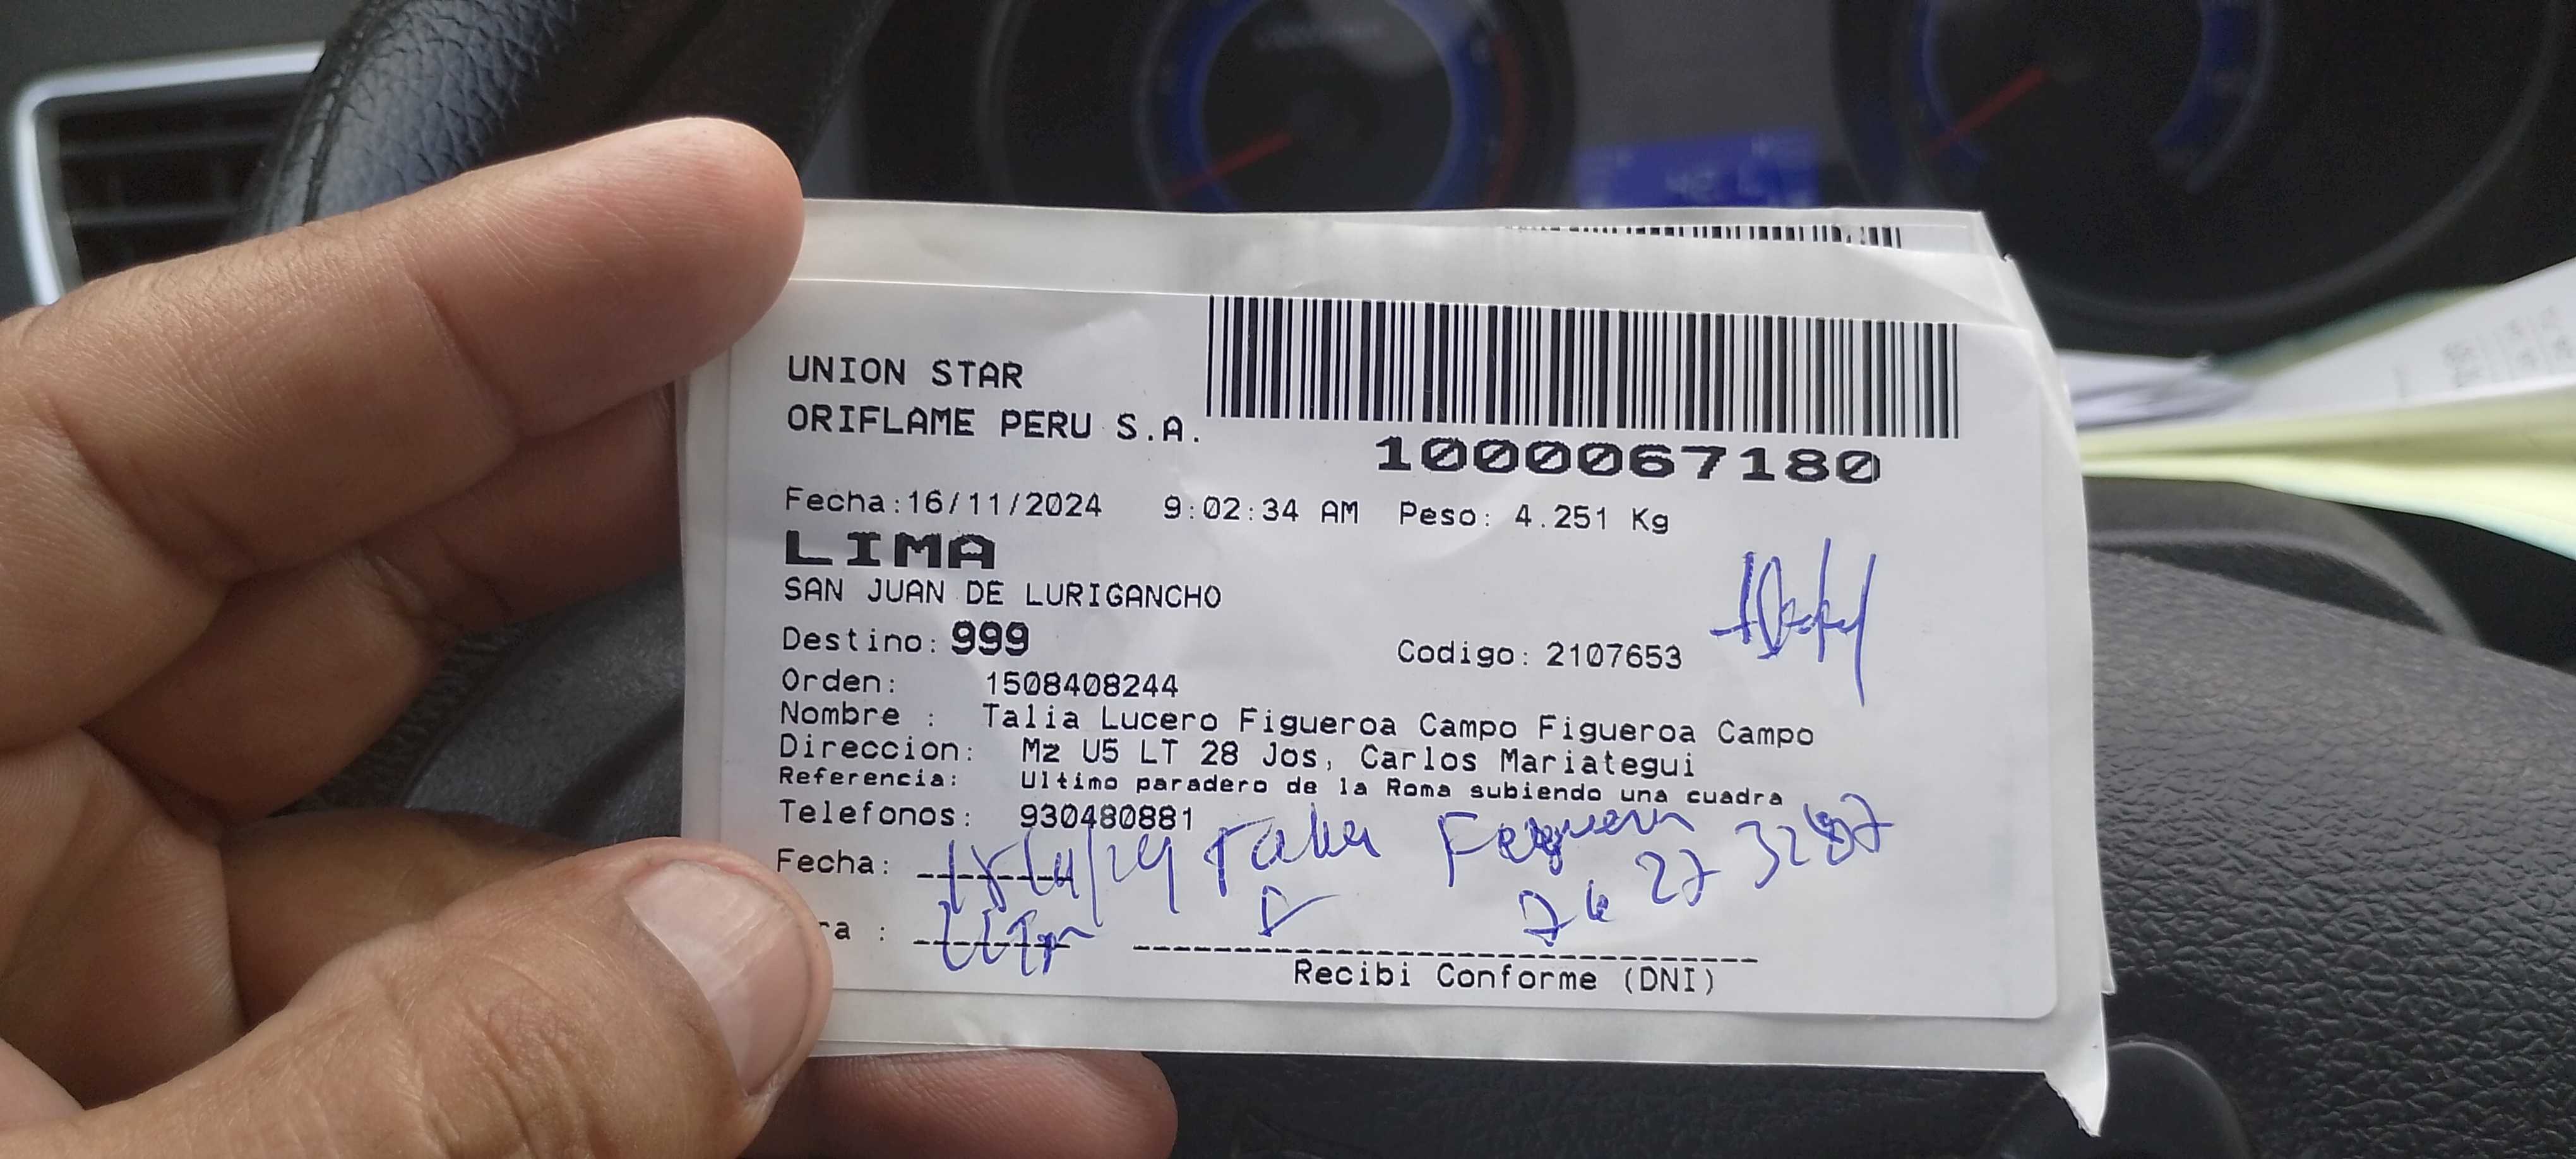 UNION STAR
ORIFLAME PERU S.A.
1000067180
Fecha:16/11/2024 9:02:34 AM Peso: 4.251 Kg
LIMA
SAN JUAN DE LURIGANCHO
Destino: 999 Codigo: 2107653
Orden: 1508408244
Nombre : Talia Lucero Figueroa Campo Figueroa Campo
Direccion: Mz U5 LT 28 Jos, Carlos Mariategui
Referencia: Ultimo paradero de la Roma subiendo una cuadra
Telefonos: 930480881
Fecha:
ra :
Recibi Conforme (DNI)